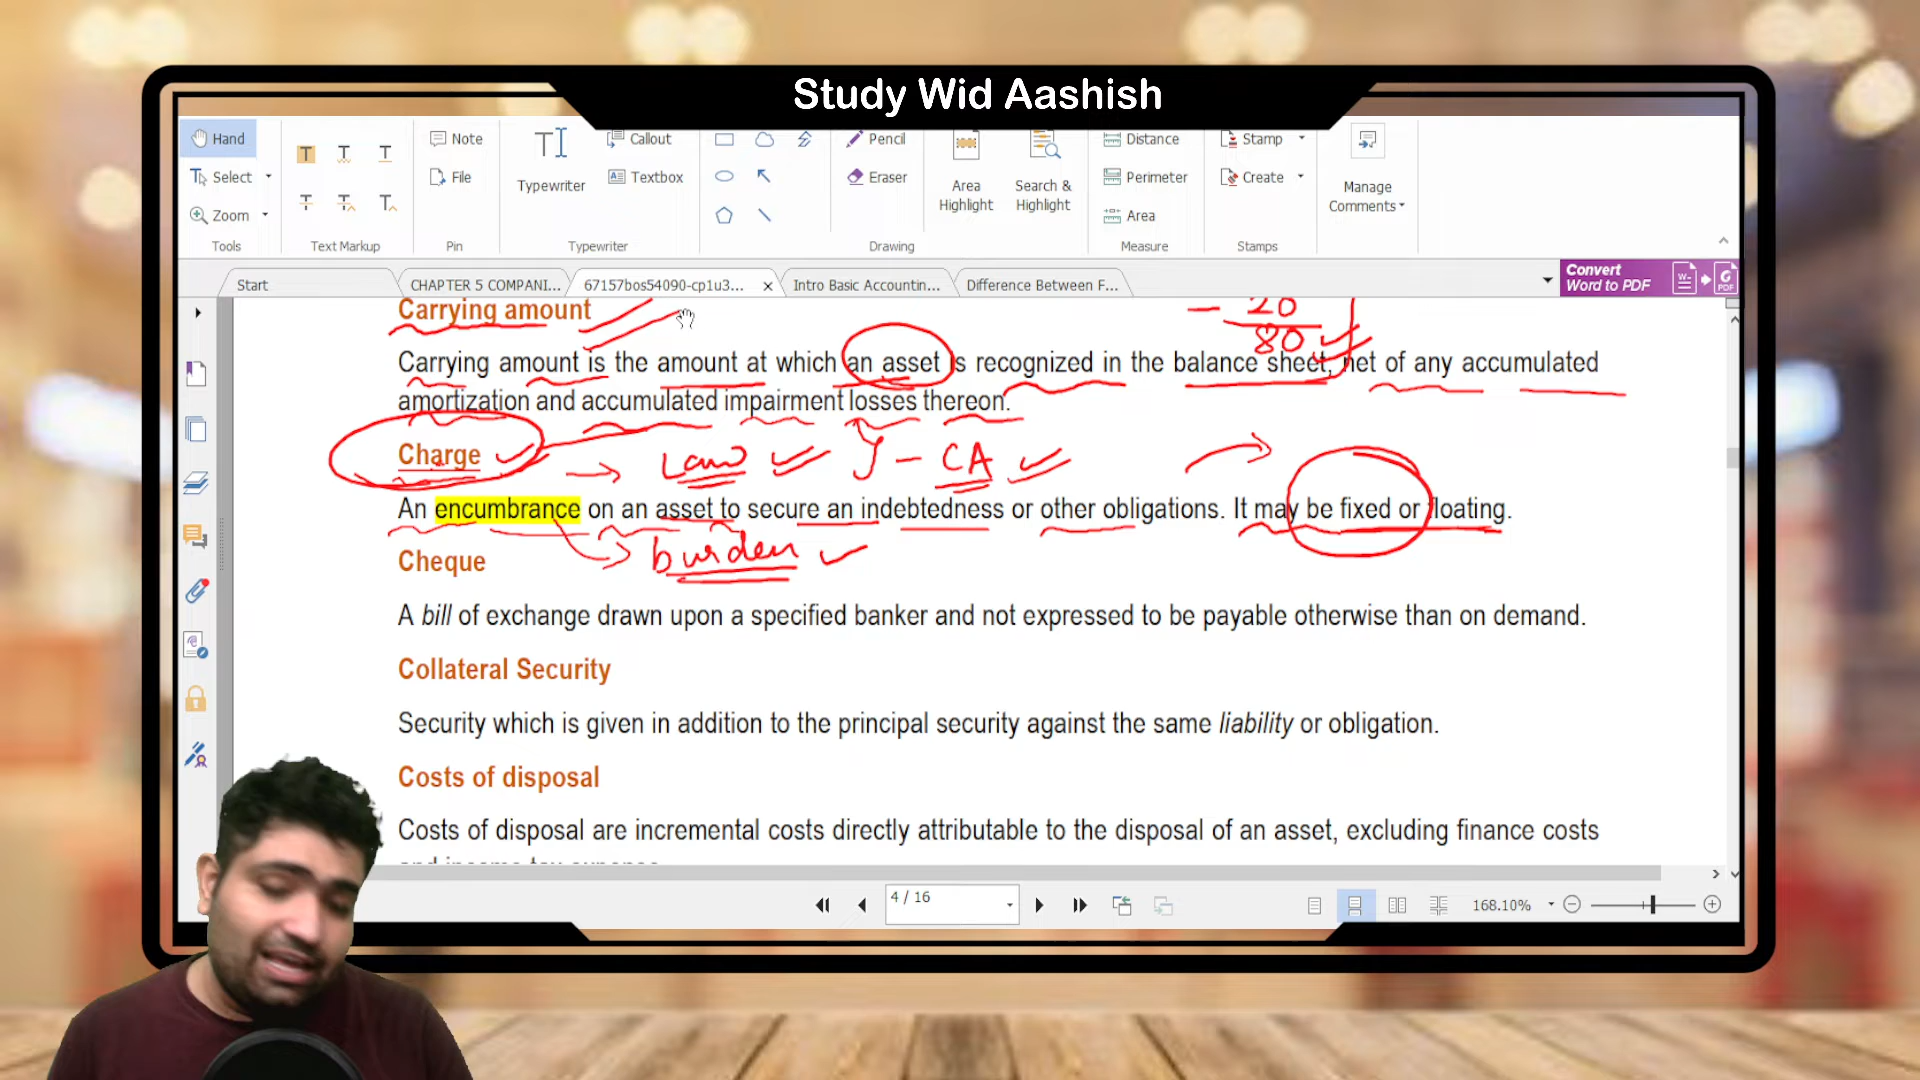 Study Wid Aashish
Hand
Select
Zoom
Tools
Text Markup
Note
File
Pin
Typewriter
Callout
Textbox
Typewriter
Pencil
Eraser
Drawing
Area Highlight
Search & Highlight
Distance
Perimeter
Area
Measure
Stamp
Create
Stamps
Manage Comments
Start
CHAPTER 5 COMPANI...
67157bos54090-cp1u3...
Intro Basic Accountin...
Difference Between F...
Convert
Word to PDF
Carrying amount
- 20
80
Carrying amount is the amount at which an asset is recognized in the balance sheet, net of any accumulated
amortization and accumulated impairment losses thereon.
Charge
Law
CA
An encumbrance on an asset to secure an indebtedness or other obligations. It may be fixed or floating.
burden
Cheque
A bill of exchange drawn upon a specified banker and not expressed to be payable otherwise than on demand.
Collateral Security
Security which is given in addition to the principal security against the same liability or obligation.
Costs of disposal
Costs of disposal are incremental costs directly attributable to the disposal of an asset, excluding finance costs
and income tax expense
4 / 16
168.10%